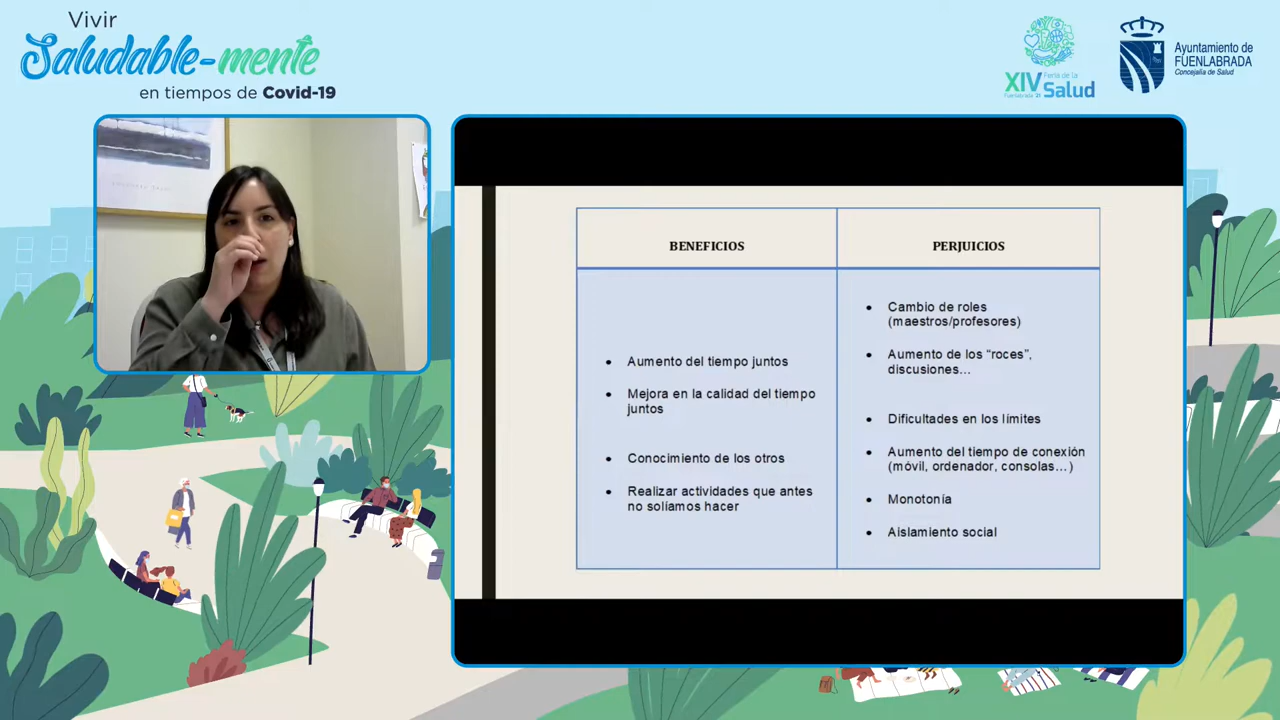 Vivir
Saludable-mente
en tiempos de Covid-19
XIV Feria de la Salud
Fuenlabrada 21
Ayuntamiento de
FUENLABRADA
Concejalía de Salud
BENEFICIOS
PERJUICIOS
• Aumento del tiempo juntos
• Mejora en la calidad del tiempo
juntos
• Conocimiento de los otros
• Realizar actividades que antes
no solíamos hacer
• Cambio de roles
(maestros/profesores)
• Aumento de los “roces”,
discusiones...
• Dificultades en los límites
• Aumento del tiempo de conexión
(móvil, ordenador, consolas...)
• Monotonía
• Aislamiento social